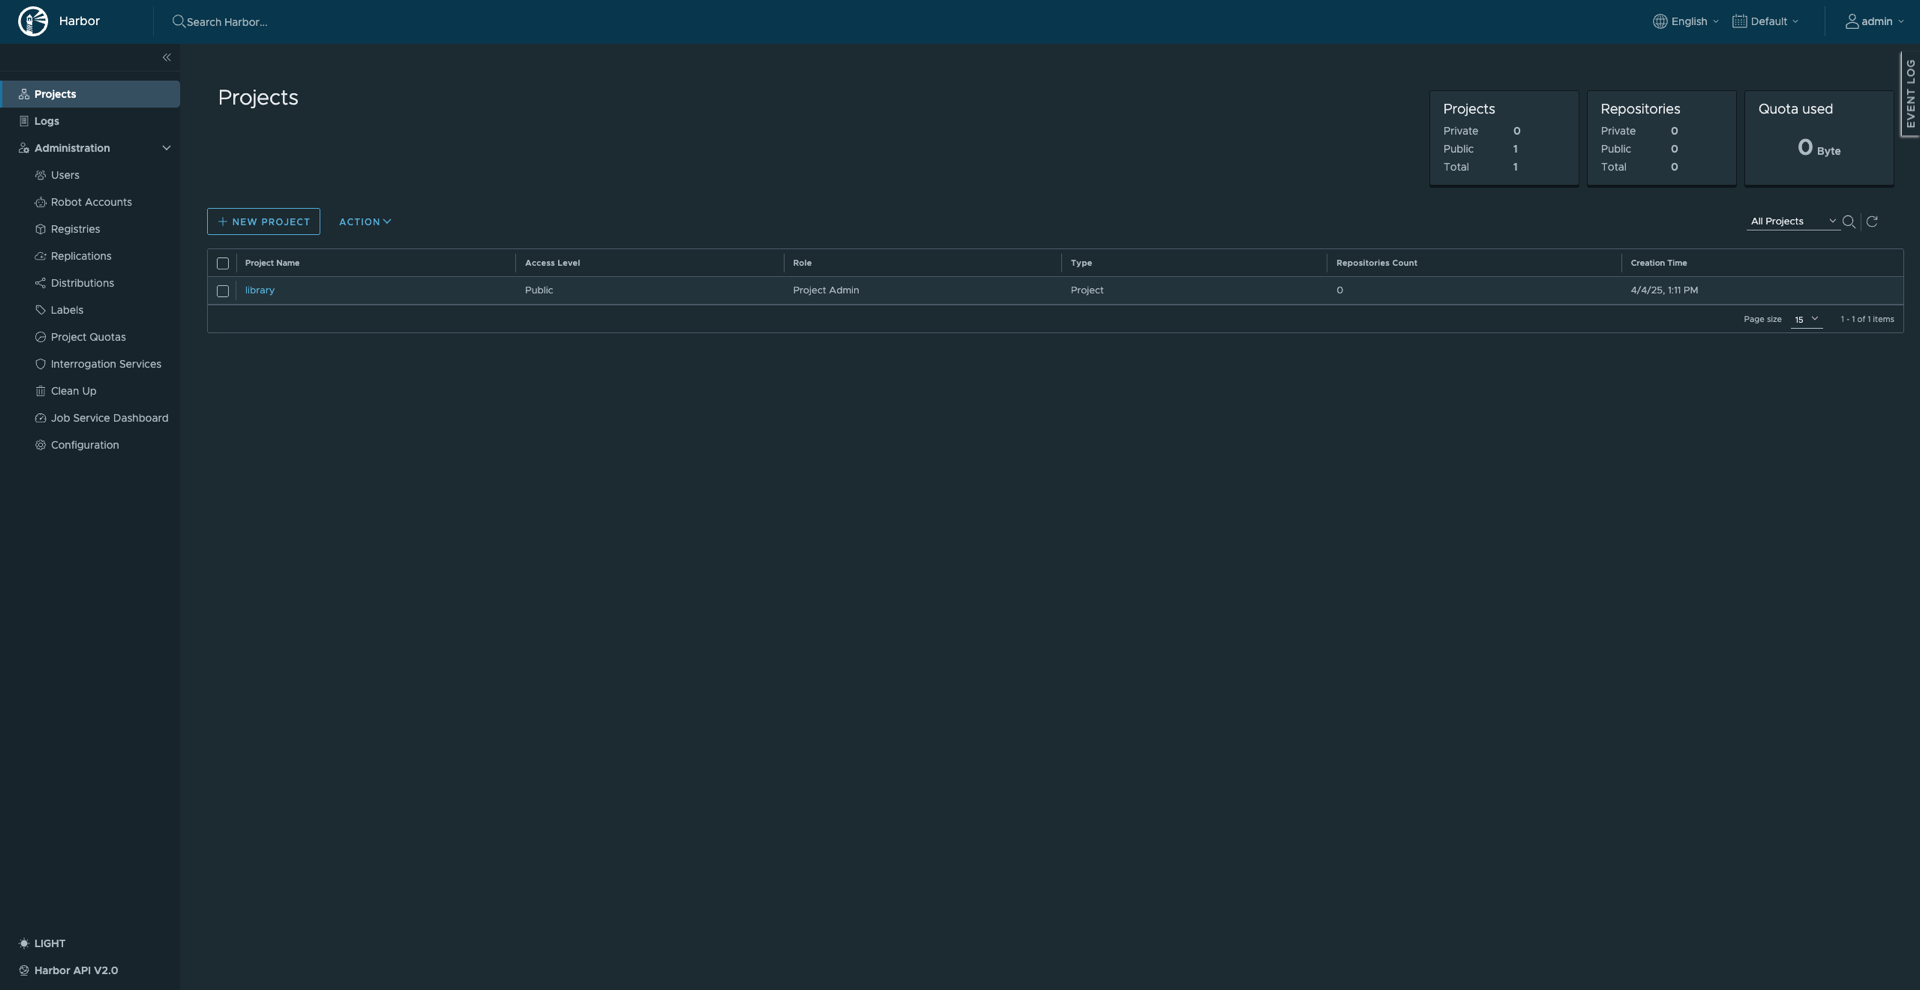 Harbor
Search Harbor...
English
Default
admin
EVENT LOG
Projects
Logs
Administration
Users
Robot Accounts
Registries
Replications
Distributions
Labels
Project Quotas
Interrogation Services
Clean Up
Job Service Dashboard
Configuration
LIGHT
Harbor API V2.0
Projects
Projects
Private 0
Public 1
Total 1
Repositories
Private 0
Public 0
Total 0
Quota used
0 Byte
NEW PROJECT
ACTION
All Projects
Project Name Access Level Role Type Repositories Count Creation Time
library Public Project Admin Project 0 4/4/25, 1:11 PM
Page size 15 1 - 1 of 1 items